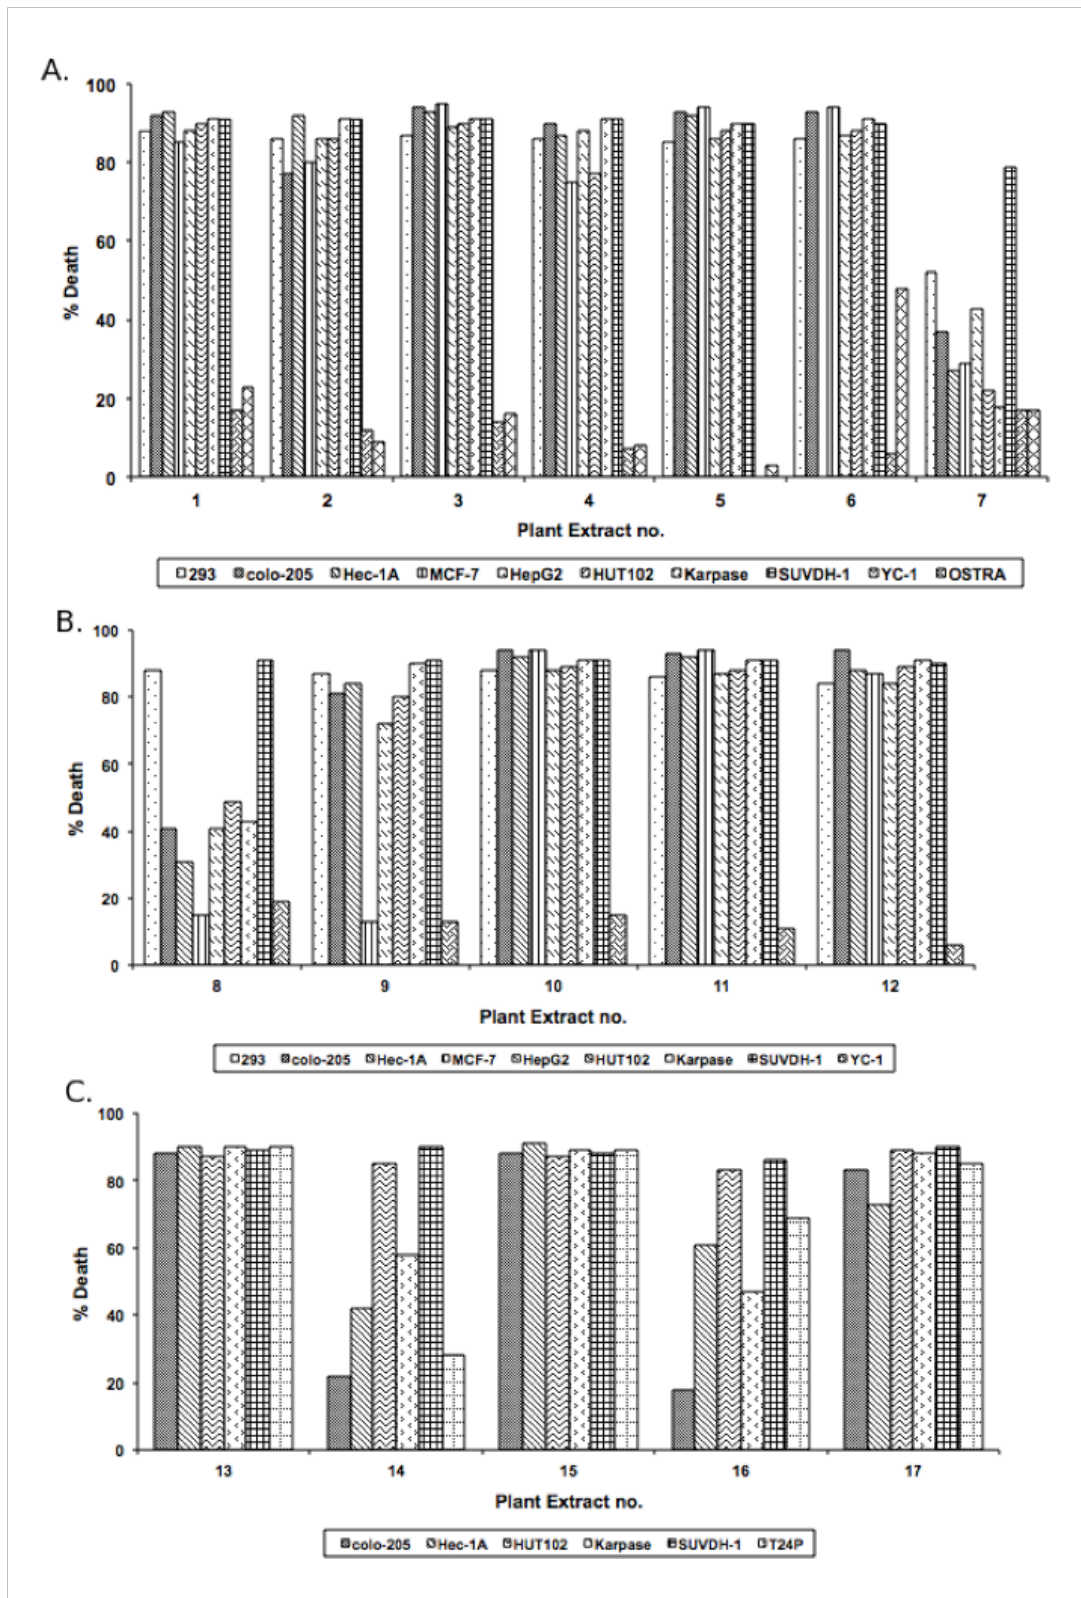 A.
100
80
60
40
20
0
% Death
1 2 3 4 5 6 7
Plant Extract no.
293 colo-205 Hec-1A MCF-7 HepG2 HUT102 Karpase SUVDH-1 YC-1 OSTRA
B.
100
80
60
40
20
0
% Death
8 9 10 11 12
Plant Extract no.
293 colo-205 Hec-1A MCF-7 HepG2 HUT102 Karpase SUVDH-1 YC-1
C.
100
80
60
40
20
0
% Death
13 14 15 16 17
Plant Extract no.
colo-205 Hec-1A HUT102 Karpase SUVDH-1 T24P